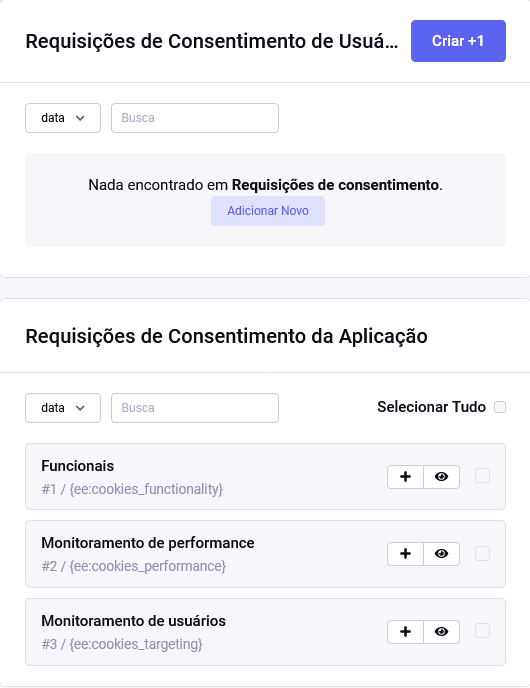 Requisições de Consentimento de Usuá...
Criar +1
data
Busca
Nada encontrado em Requisições de consentimento.
Adicionar Novo
Requisições de Consentimento da Aplicação
data
Busca
Selecionar Tudo
Funcionais
#1 / {ee:cookies_functionality}
Monitoramento de performance
#2 / {ee:cookies_performance}
Monitoramento de usuários
#3 / {ee:cookies_targeting}